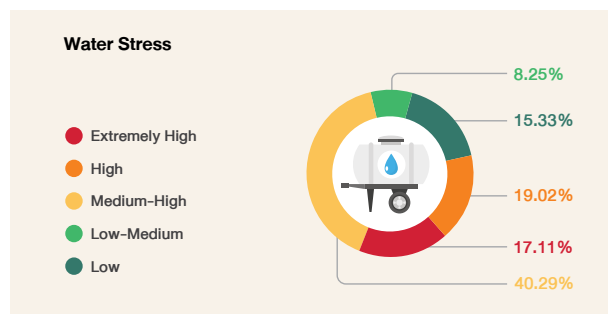 Water Stress
Extremely High
High
Medium-High
Low-Medium
Low
8.25%
15.33%
19.02%
17.11%
40.29%